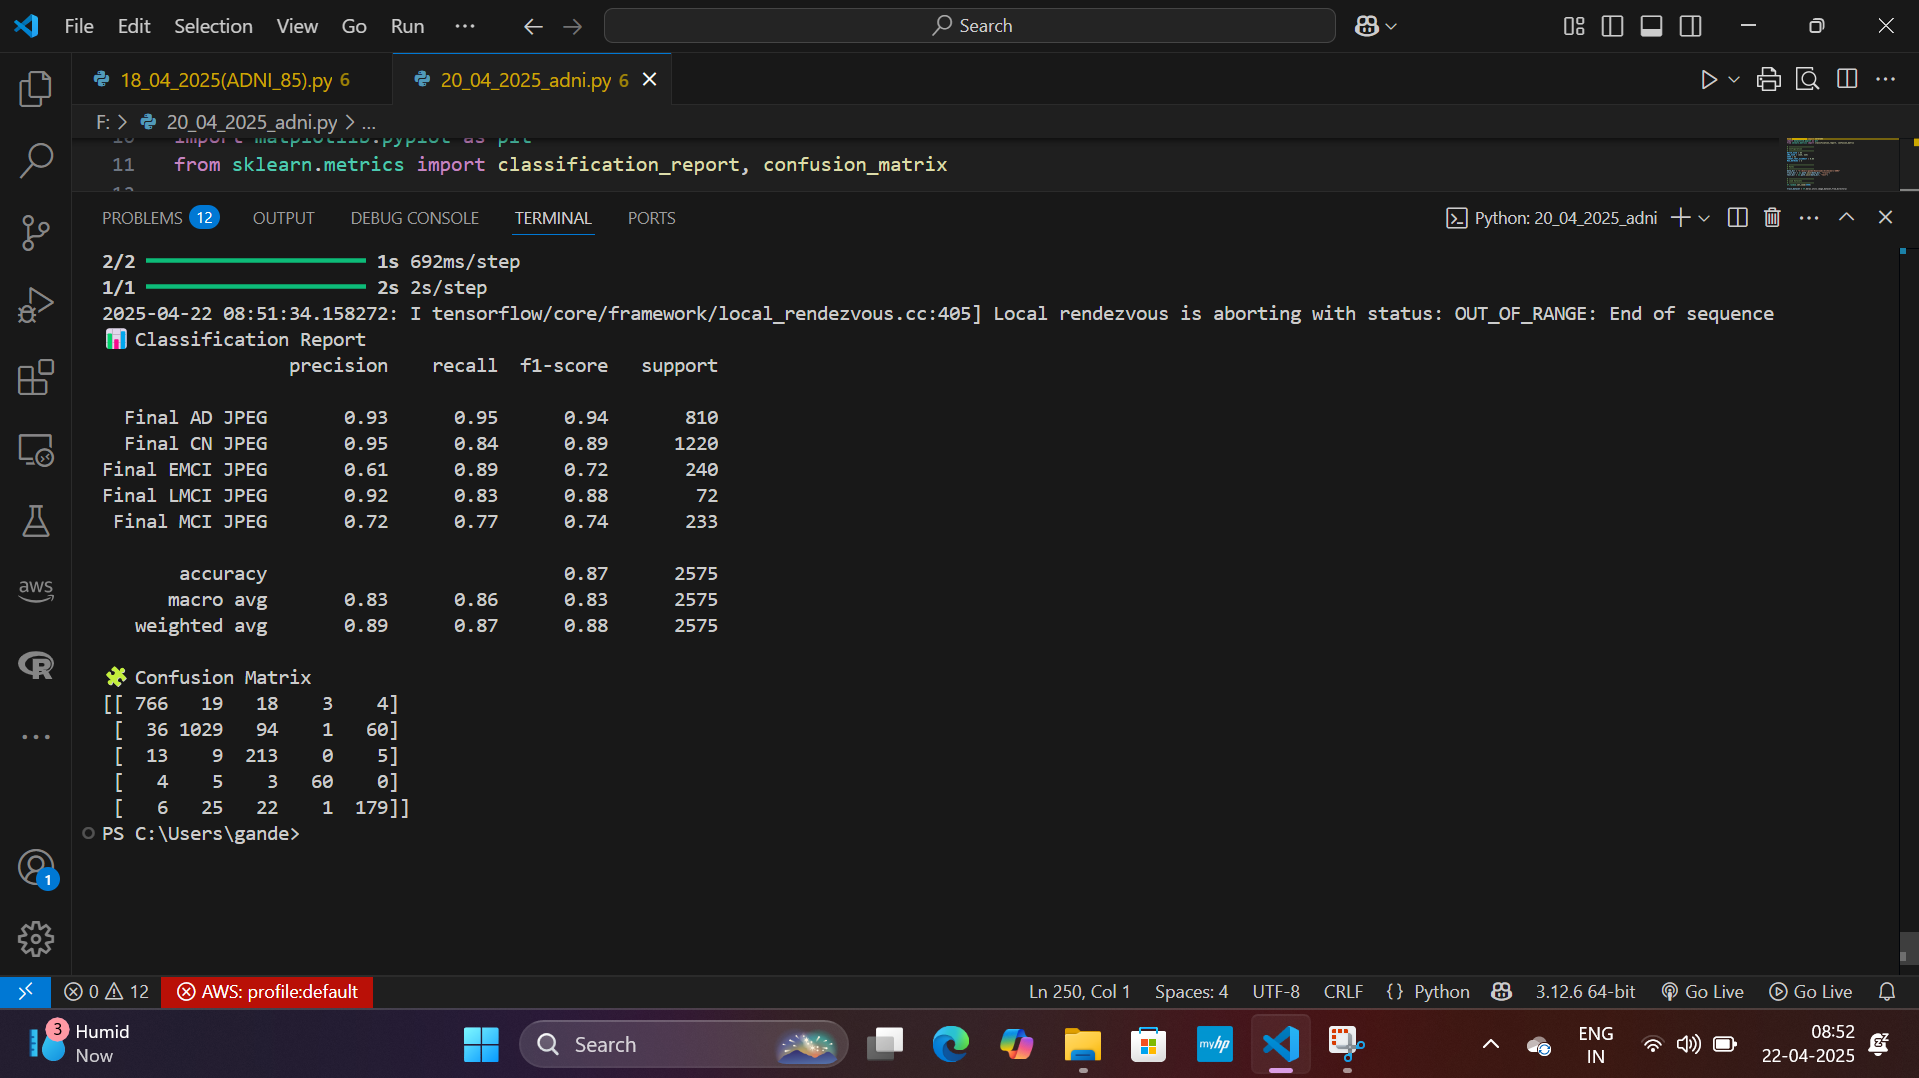 File Edit Selection View Go Run ... Search
18_04_2025(ADNI_85).py 6 20_04_2025_adni.py 6
F: > 20_04_2025_adni.py > ...
10 import matplotlib.pyplot as plt
11 from sklearn.metrics import classification_report, confusion_matrix
12
PROBLEMS 12 OUTPUT DEBUG CONSOLE TERMINAL PORTS Python: 20_04_2025_adni
2/2 1s 692ms/step
1/1 2s 2s/step
2025-04-22 08:51:34.158272: I tensorflow/core/framework/local_rendezvous.cc:405] Local rendezvous is aborting with status: OUT_OF_RANGE: End of sequence
📊 Classification Report
precision recall f1-score support
Final AD JPEG 0.93 0.95 0.94 810
Final CN JPEG 0.95 0.84 0.89 1220
Final EMCI JPEG 0.61 0.89 0.72 240
Final LMCI JPEG 0.92 0.83 0.88 72
Final MCI JPEG 0.72 0.77 0.74 233
accuracy 0.87 2575
macro avg 0.83 0.86 0.83 2575
weighted avg 0.89 0.87 0.88 2575
🧩 Confusion Matrix
[[ 766 19 18 3 4]
[ 36 1029 94 1 60]
[ 13 9 213 0 5]
[ 4 5 3 60 0]
[ 6 25 22 1 179]]
PS C:\Users\gande>
aws
R
1
0 12 AWS: profile:default Ln 250, Col 1 Spaces: 4 UTF-8 CRLF {} Python 3.12.6 64-bit Go Live Go Live
3 Humid
Now
Search
myhp
ENG
IN
08:52
22-04-2025